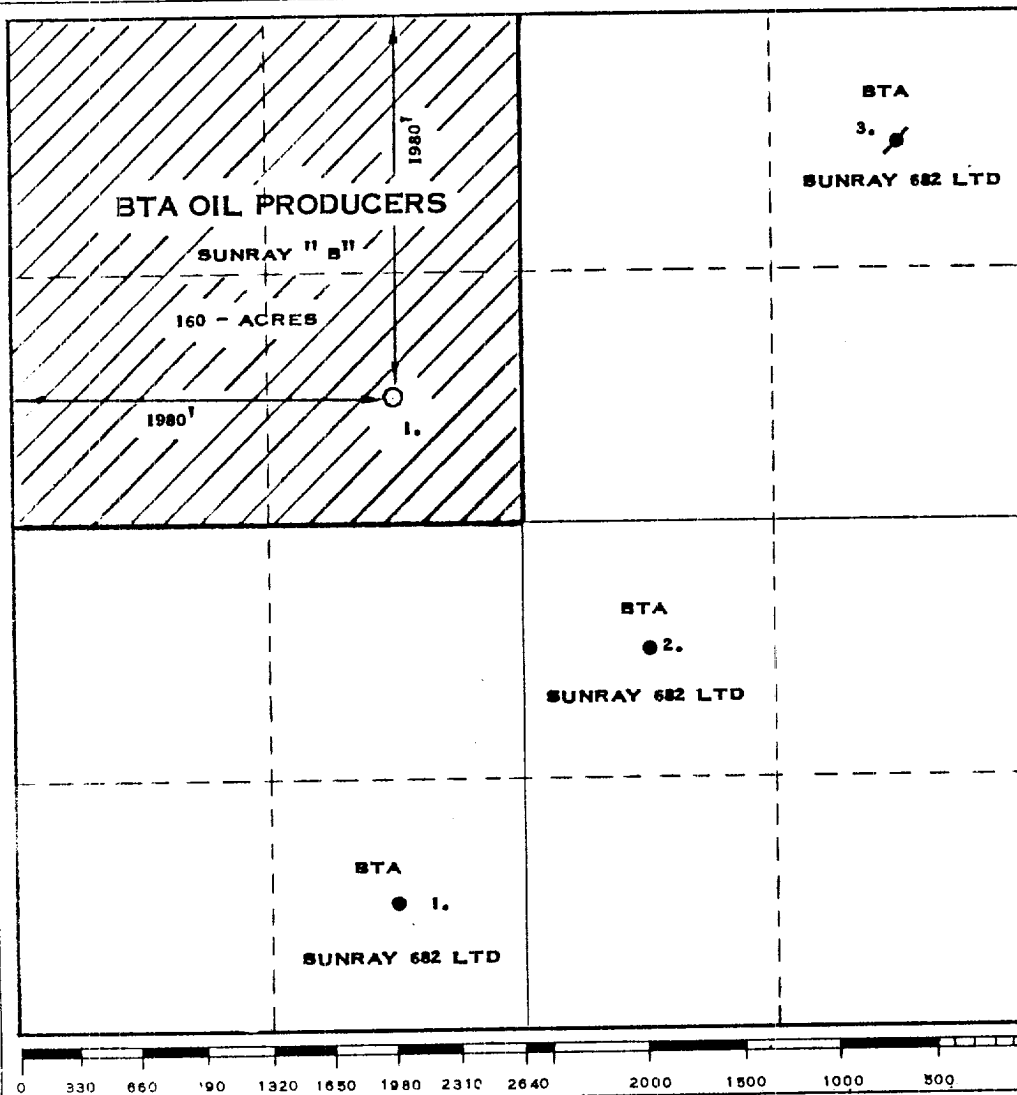 1980'
BTA OIL PRODUCERS
SUNRAY "B"
160 - ACRES
1980'
1.
BTA
3.
SUNRAY 682 LTD
BTA
2.
SUNRAY 682 LTD
BTA
1.
SUNRAY 682 LTD
0 330 660 '90 1320 1650 1980 2310 2640 2000 1500 1000 500